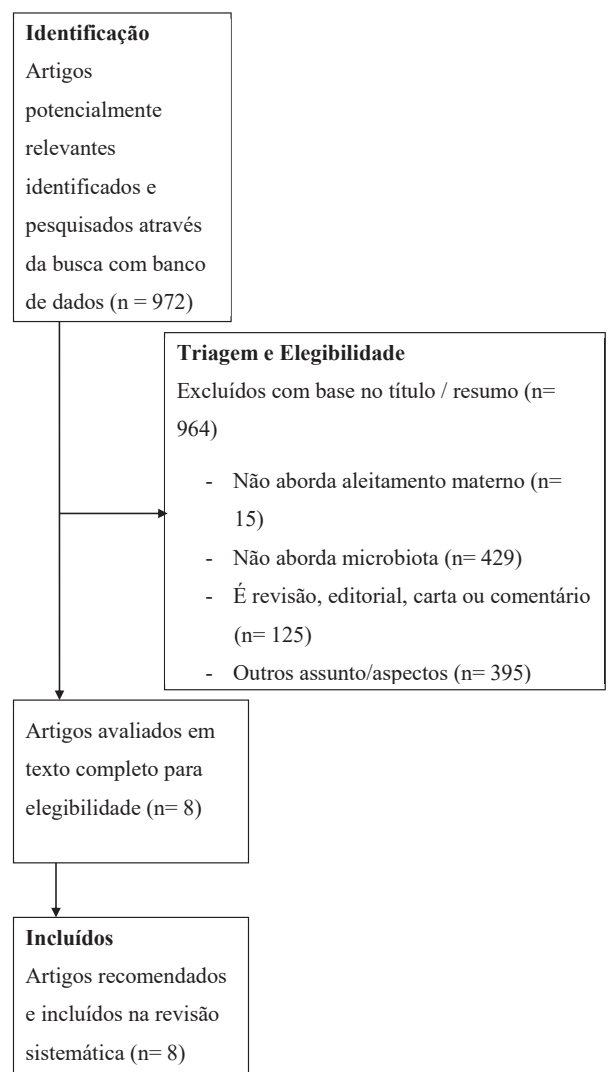 Identificação
Artigos
potencialmente
relevantes
identificados e
pesquisados através
da busca com banco
de dados (n = 972)
Triagem e Elegibilidade
Excluídos com base no título / resumo (n=
964)
- Não aborda aleitamento materno (n=
15)
- Não aborda microbiota (n= 429)
- É revisão, editorial, carta ou comentário
(n= 125)
- Outros assunto/aspectos (n= 395)
Artigos avaliados em
texto completo para
elegibilidade (n= 8)
Incluídos
Artigos recomendados
e incluídos na revisão
sistemática (n= 8)